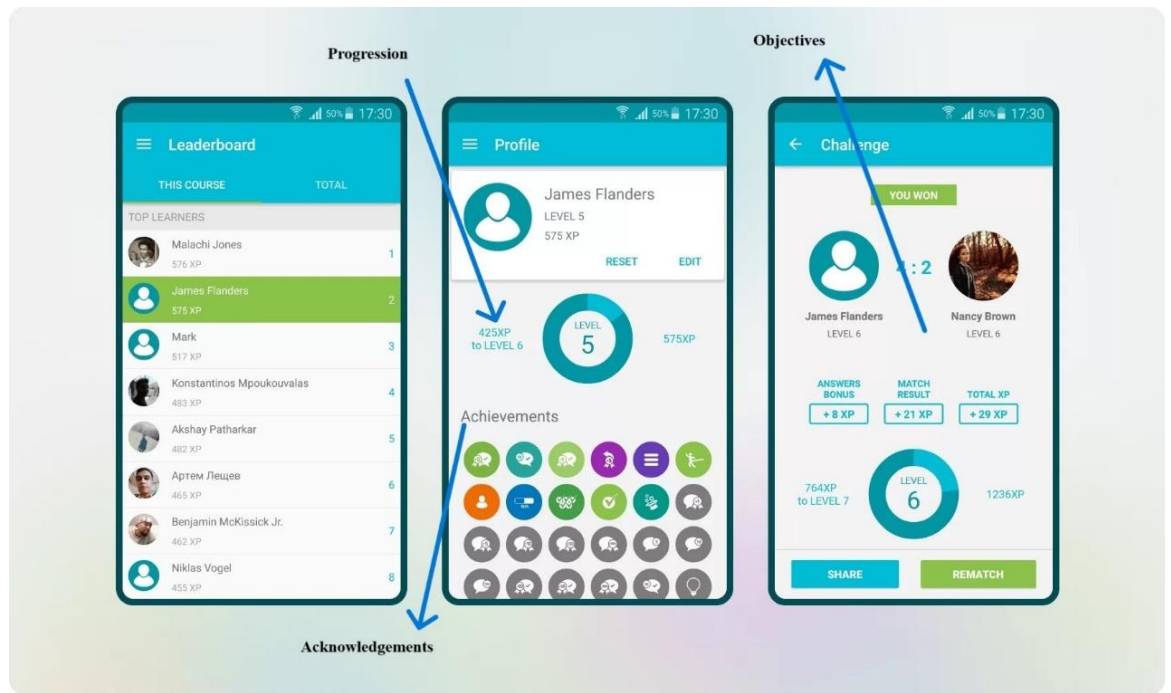 Progression
Objectives
50% 17:30
Leaderboard
THIS COURSE TOTAL
TOP LEARNERS
Malachi Jones
576 XP
1
James Flanders
575 XP
2
Mark
517 XP
3
Konstantinos Mpoukouvalas
483 XP
4
Akshay Patharkar
482 XP
5
Артем Лещев
465 XP
6
Benjamin McKissick Jr.
462 XP
7
Niklas Vogel
455 XP
8
50% 17:30
Profile
James Flanders
LEVEL 5
575 XP
RESET EDIT
425XP
to LEVEL 6
LEVEL
5
575XP
Achievements
50% 17:30
Challenge
YOU WON
4 : 2
James Flanders
LEVEL 6
Nancy Brown
LEVEL 6
ANSWERS
BONUS
+ 8 XP
MATCH
RESULT
+ 21 XP
TOTAL XP
+ 29 XP
764XP
to LEVEL 7
LEVEL
6
1236XP
SHARE REMATCH
Acknowledgements